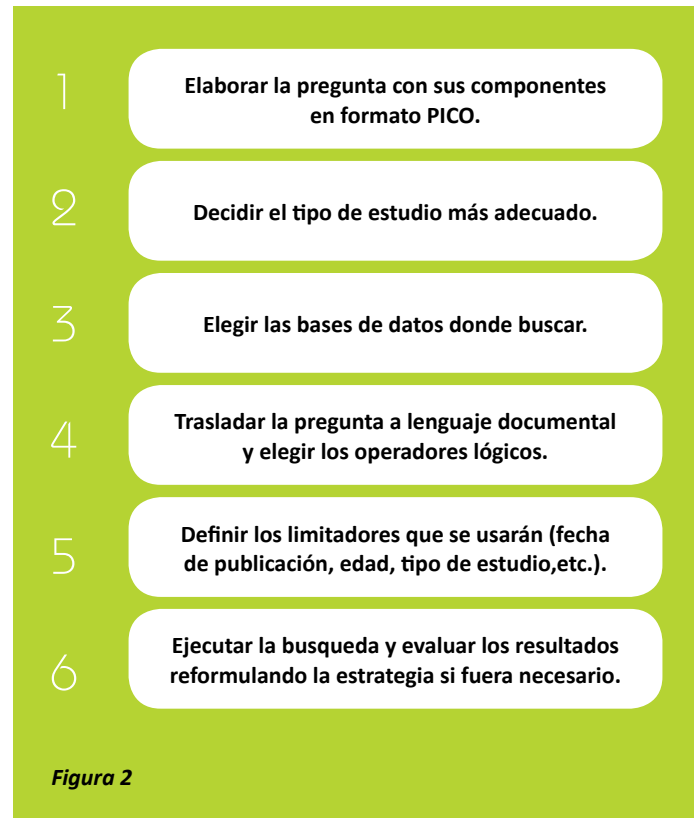 1
Elaborar la pregunta con sus componentes
en formato PICO.
2
Decidir el tipo de estudio más adecuado.
3
Elegir las bases de datos donde buscar.
4
Trasladar la pregunta a lenguaje documental
y elegir los operadores lógicos.
5
Definir los limitadores que se usarán (fecha
de publicación, edad, tipo de estudio,etc.).
6
Ejecutar la busqueda y evaluar los resultados
reformulando la estrategia si fuera necesario.
Figura 2